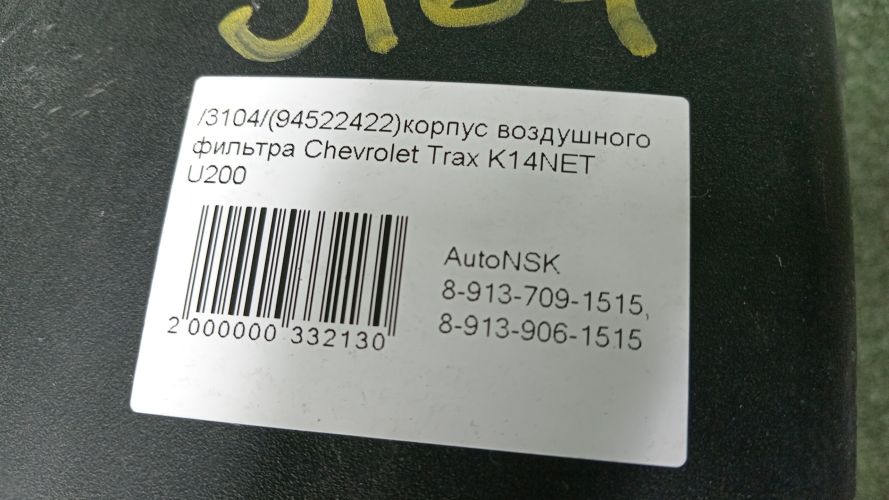 3104
/3104/(94522422)корпус воздушного
фильтра Chevrolet Trax K14NET
U200
AutoNSK
8-913-709-1515,
8-913-906-1515
2 000000 332130